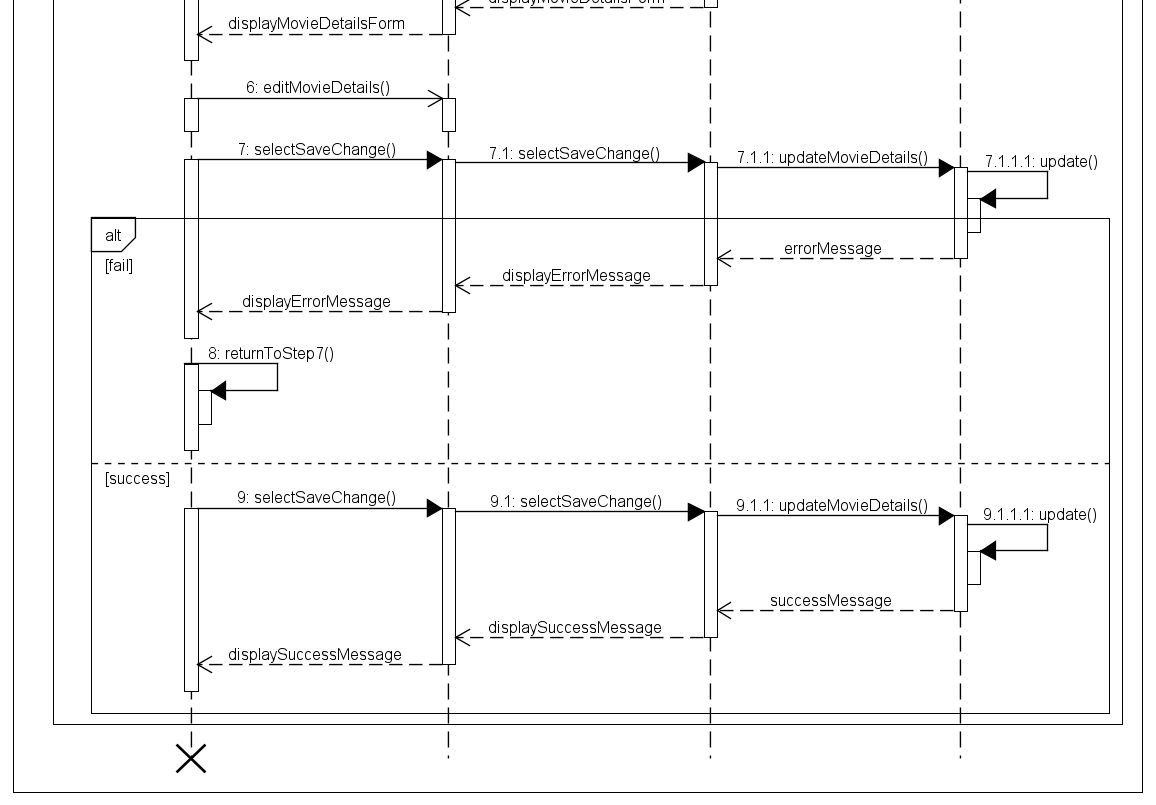 displayMovieDetailsForm
displayMovieDetailsForm
6: editMovieDetails()
7: selectSaveChange()
7.1: selectSaveChange()
7.1.1: updateMovieDetails()
7.1.1.1: update()
alt
[fail]
errorMessage
displayErrorMessage
displayErrorMessage
8: returnToStep7()
[success]
9: selectSaveChange()
9.1: selectSaveChange()
9.1.1: updateMovieDetails()
9.1.1.1: update()
successMessage
displaySuccessMessage
displaySuccessMessage